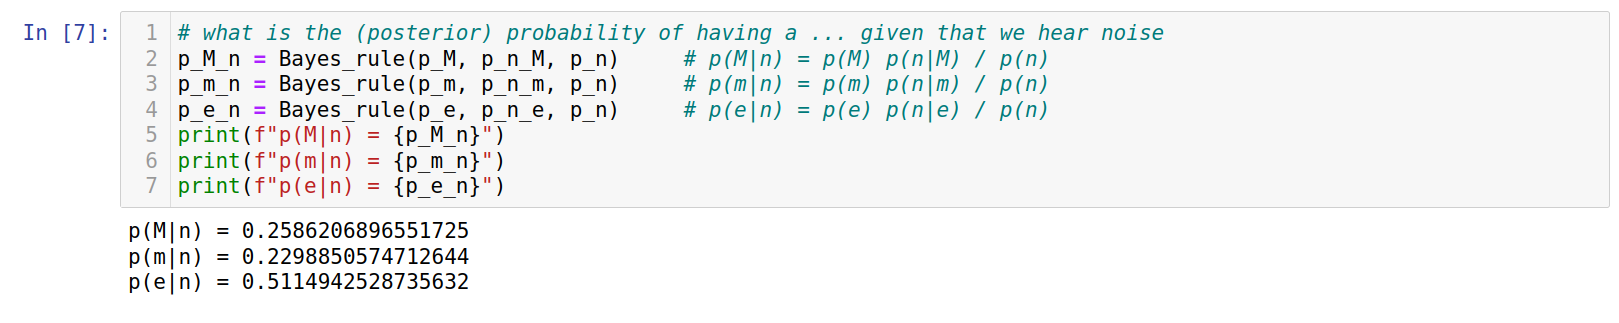 In [7]:
1 # what is the (posterior) probability of having a ... given that we hear noise
2 p_M_n = Bayes_rule(p_M, p_n_M, p_n)     # p(M|n) = p(M) p(n|M) / p(n)
3 p_m_n = Bayes_rule(p_m, p_n_m, p_n)     # p(m|n) = p(m) p(n|m) / p(n)
4 p_e_n = Bayes_rule(p_e, p_n_e, p_n)     # p(e|n) = p(e) p(n|e) / p(n)
5 print(f"p(M|n) = {p_M_n}")
6 print(f"p(m|n) = {p_m_n}")
7 print(f"p(e|n) = {p_e_n}")
p(M|n) = 0.2586206896551725
p(m|n) = 0.2298850574712644
p(e|n) = 0.5114942528735632